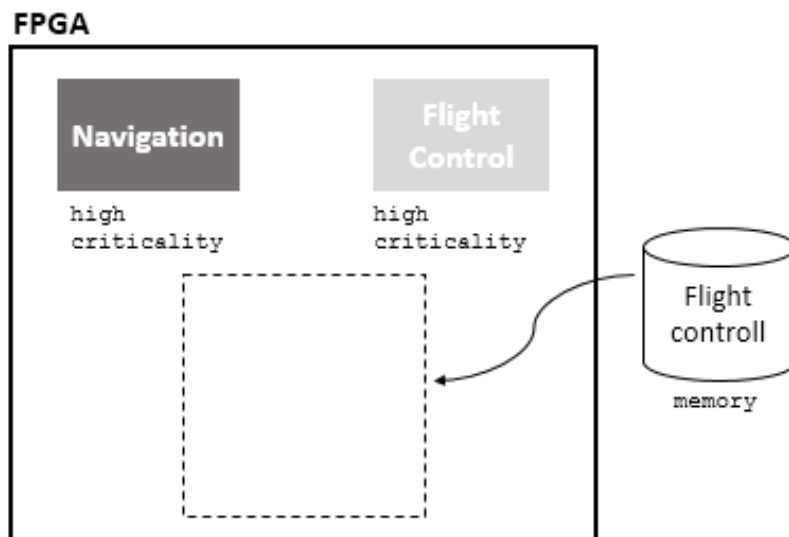 FPGA
Navigation
Flight
Control
high
criticality
high
criticality
Flight
controll
memory